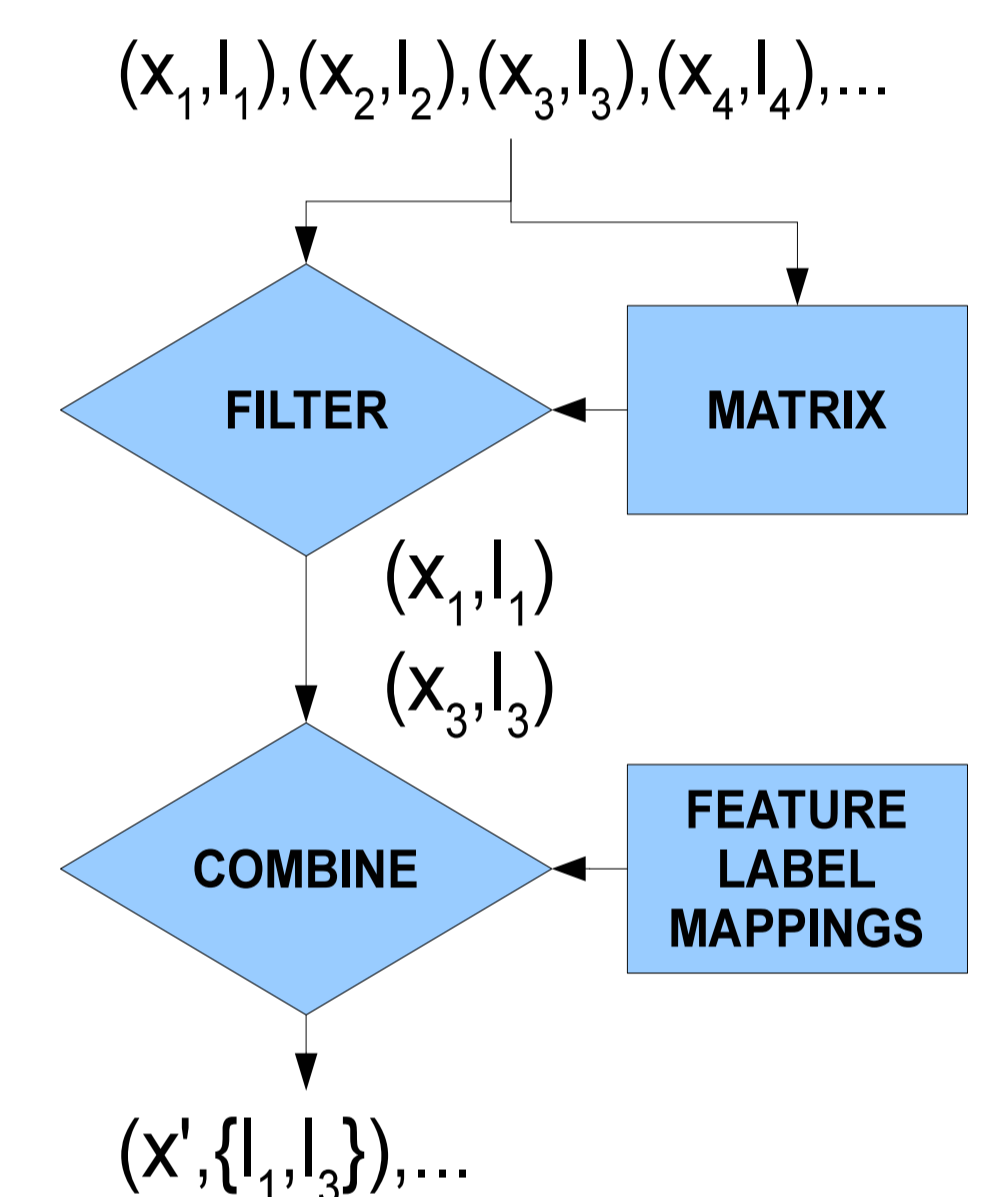 (x₁,l₁),(x₂,l₂),(x₃,l₃),(x₄,l₄),...
FILTER
MATRIX
(x₁,l₁)
(x₃,l₃)
COMBINE
FEATURE
LABEL
MAPPINGS
(x',{l₁,l₃}),...